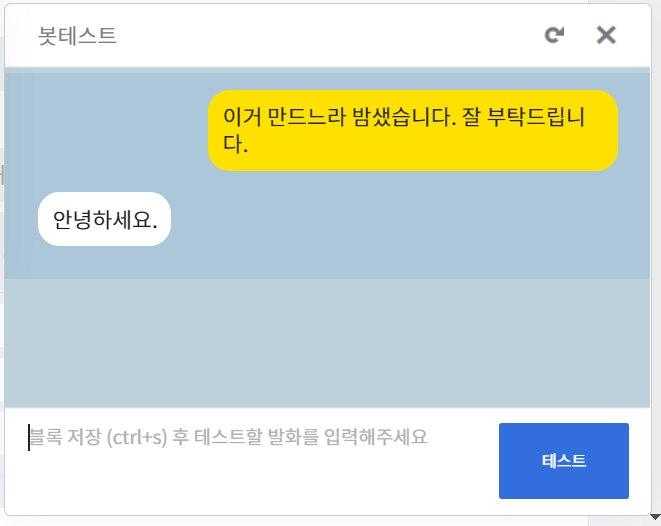 봇테스트
이거 만드느라 밤샜습니다. 잘 부탁드립니
다.
안녕하세요.
블록 저장 (ctrl+s) 후 테스트할 발화를 입력해주세요
테스트